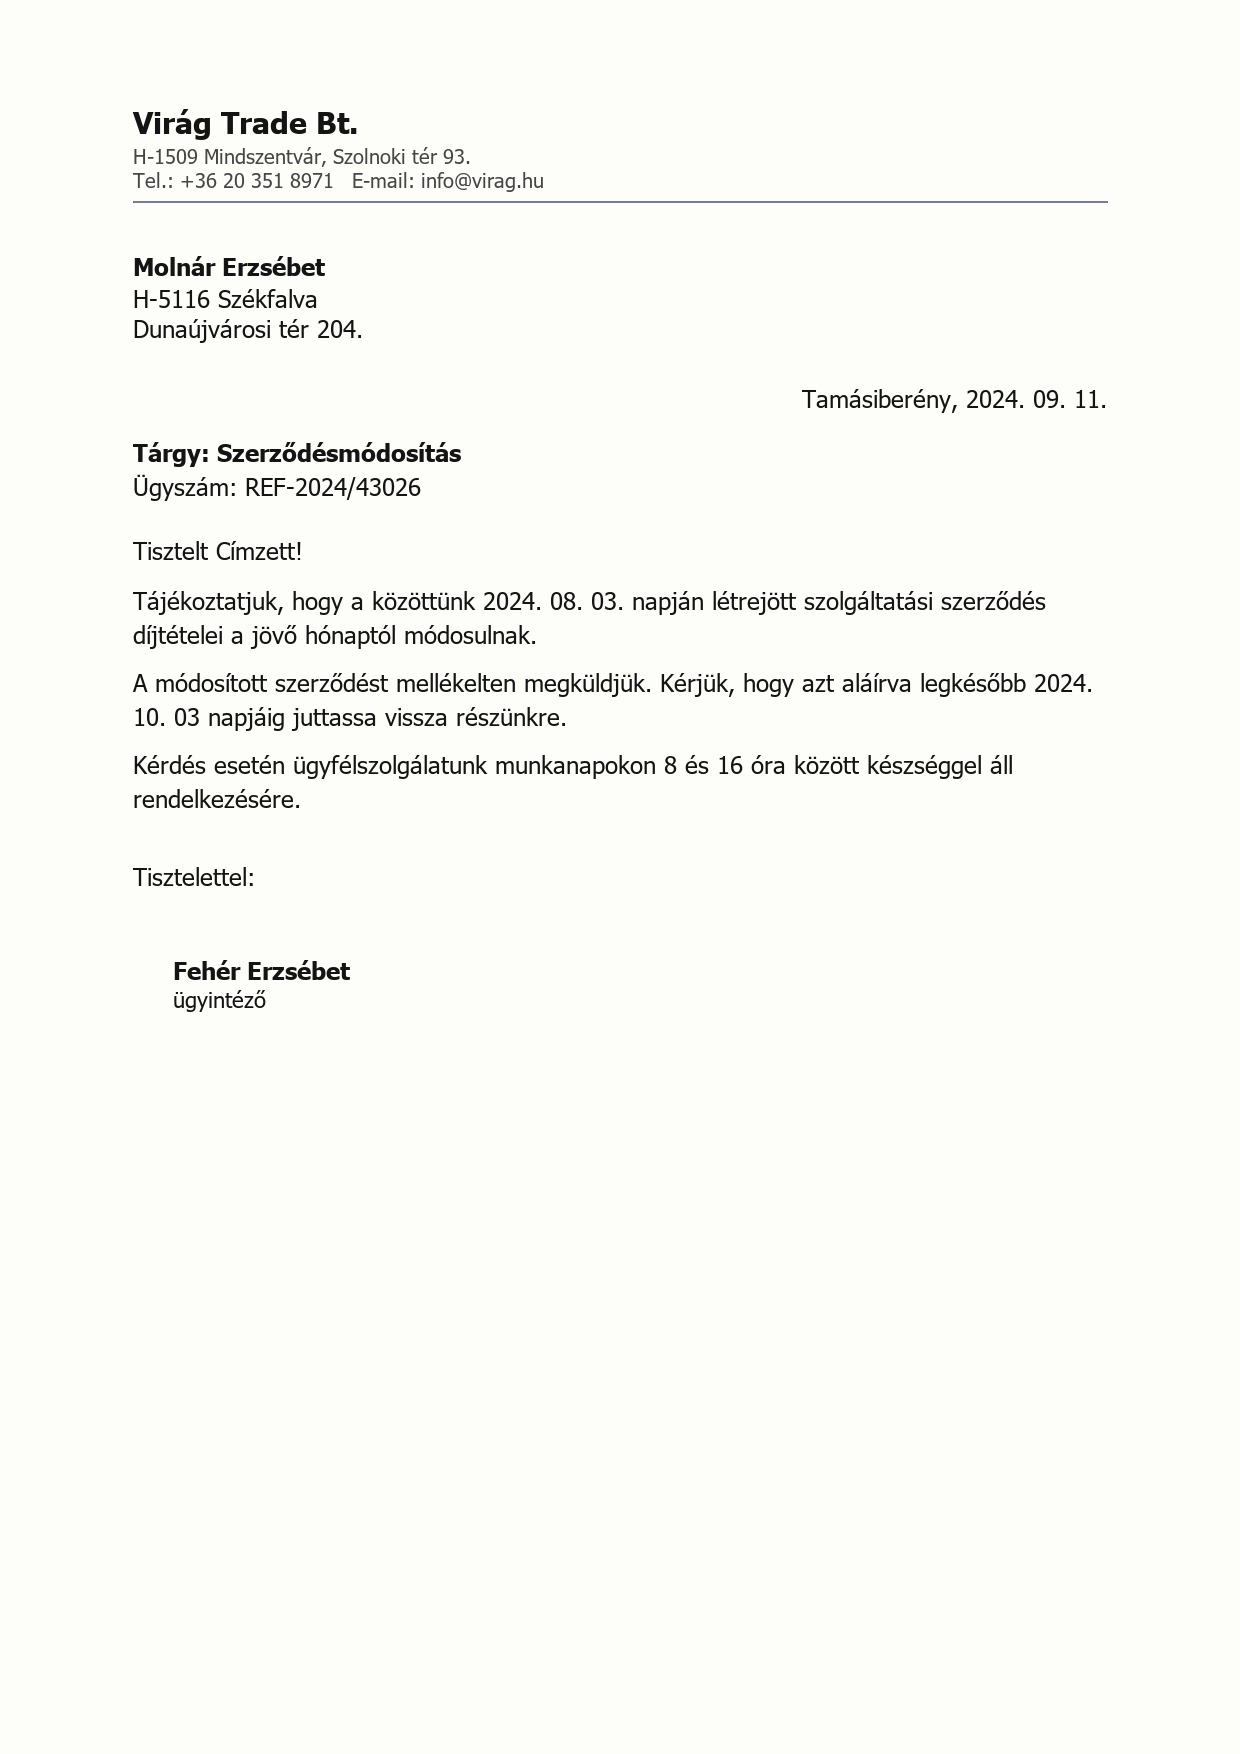 Virág Trade Bt.
H-1509 Mindszentvár, Szolnoki tér 93.
Tel.: +36 20 351 8971   E-mail: info@virag.hu
Molnár Erzsébet
H-5116 Székfalva
Dunaújvárosi tér 204.
Tamásiberény, 2024. 09. 11.
Tárgy: Szerződésmódosítás
Ügyszám: REF-2024/43026
Tisztelt Címzett!
Tájékoztatjuk, hogy a közöttünk 2024. 08. 03. napján létrejött szolgáltatási szerződés
díjtételei a jövő hónaptól módosulnak.
A módosított szerződést mellékelten megküldjük. Kérjük, hogy azt aláírva legkésőbb 2024.
10. 03 napjáig juttassa vissza részünkre.
Kérdés esetén ügyfélszolgálatunk munkanapokon 8 és 16 óra között készséggel áll
rendelkezésére.
Tisztelettel:
Fehér Erzsébet
ügyintéző